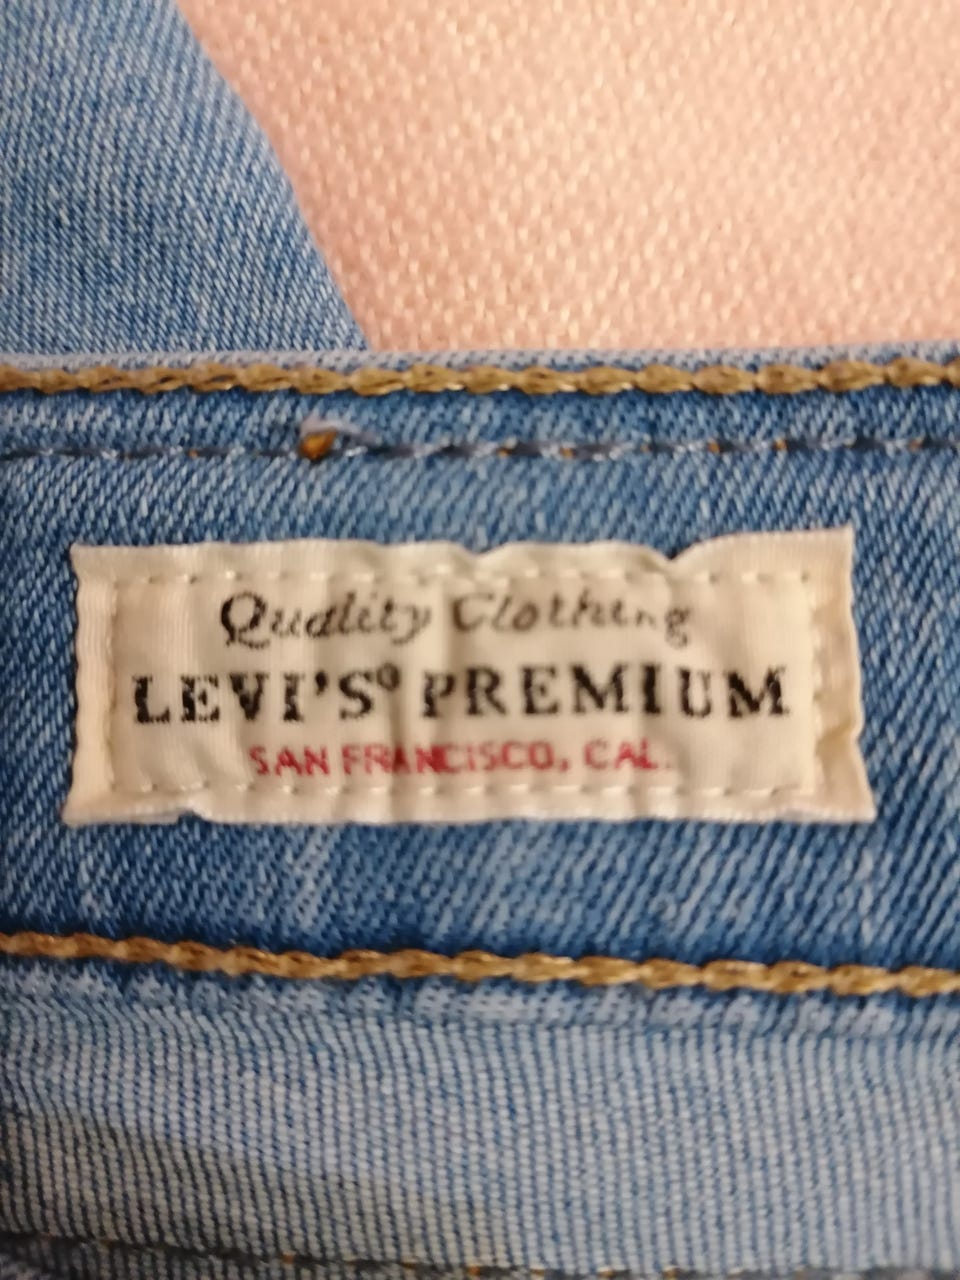 Quality Clothing
LEVI'S® PREMIUM
SAN FRANCISCO, CAL.